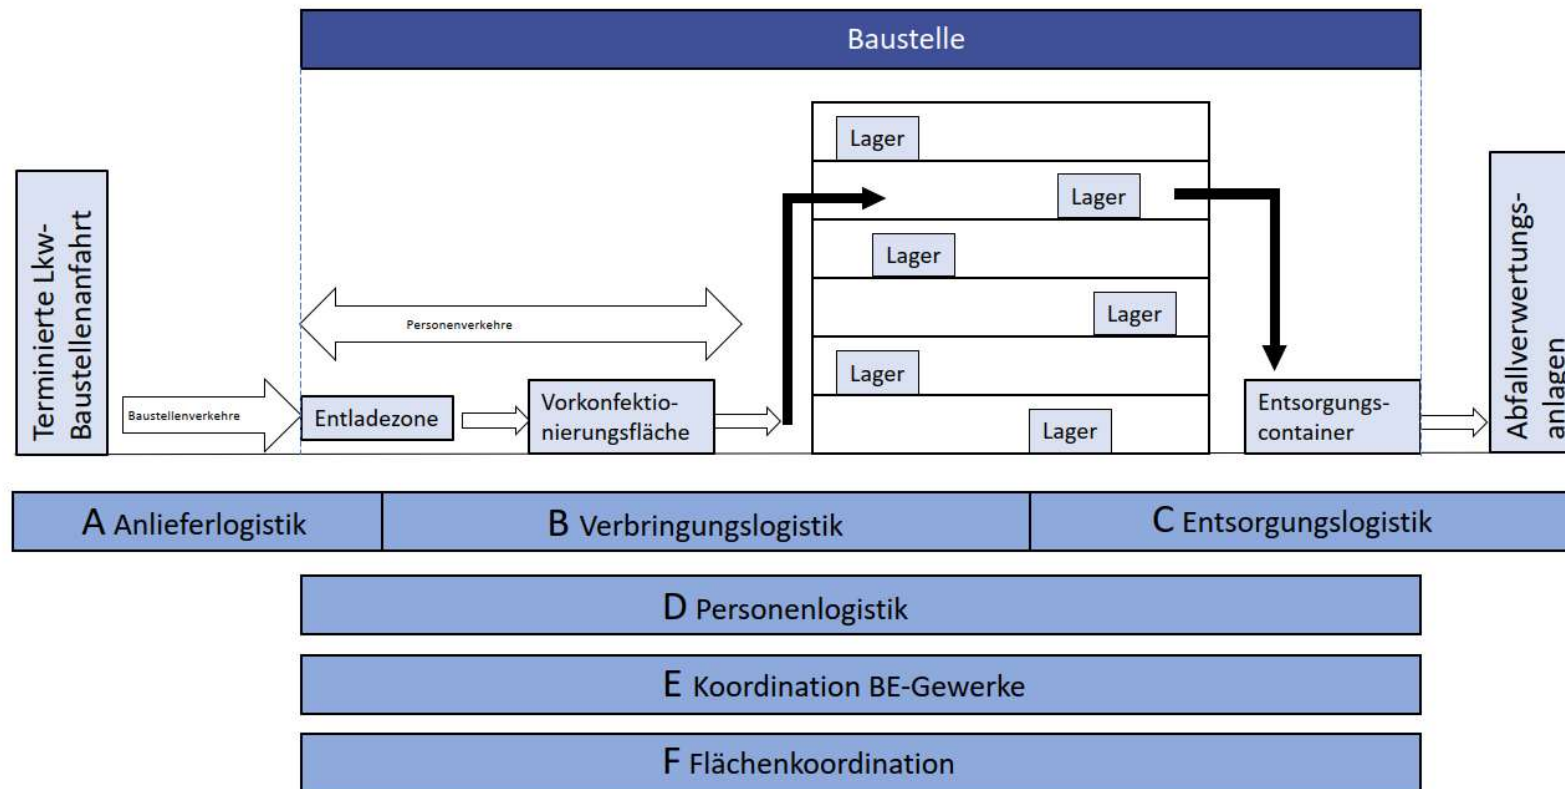 Baustelle
Lager
Lager
Lager
Lager
Lager
Lager
Terminierte Lkw-
Baustellenanfahrt
Baustellenverkehre
Personenverkehre
Entladezone
Vorkonfektio-
nierungsfläche
Entsorgungs-
container
Abfallverwertungs-
anlagen
A Anlieferlogistik
B Verbringungslogistik
C Entsorgungslogistik
D Personenlogistik
E Koordination BE-Gewerke
F Flächenkoordination